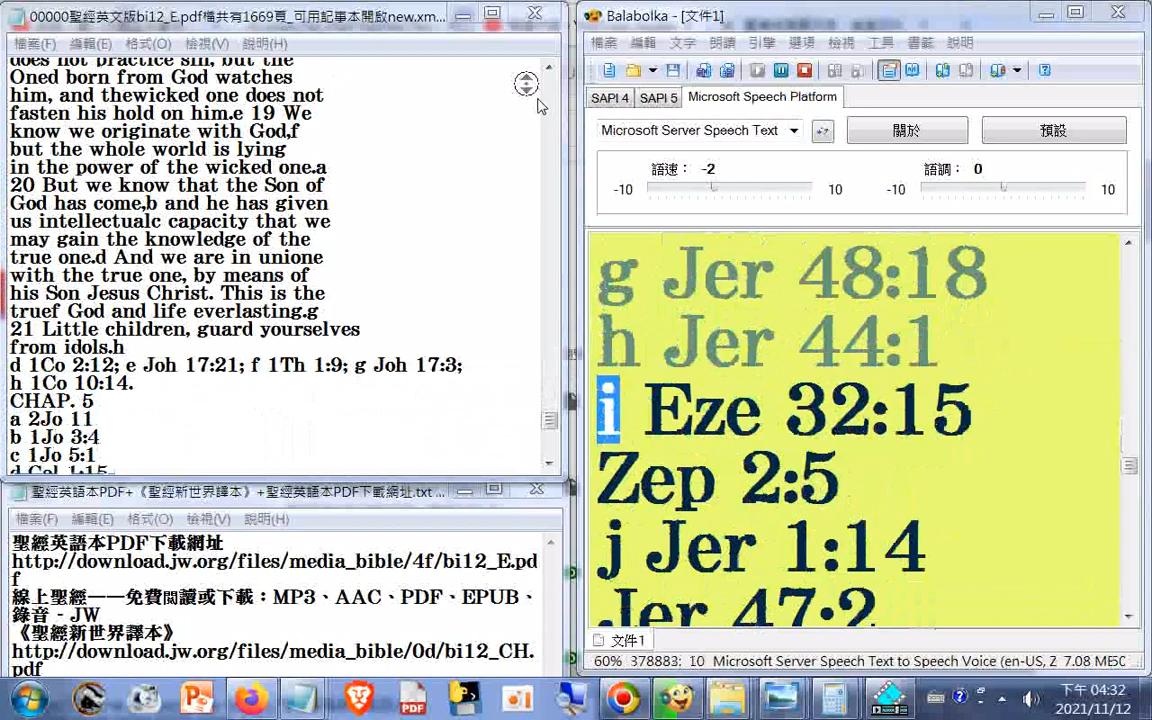 00000聖經英文版bi12_E.pdf檔共有1669頁_可用記事本開啟new.xm...
檔案(F) 編輯(E) 格式(O) 檢視(V) 說明(H)
does not practice sin, but the
Oned born from God watches
him, and thewicked one does not
fasten his hold on him.e 19 We
know we originate with God,f
but the whole world is lying
in the power of the wicked one.a
20 But we know that the Son of
God has come,b and he has given
us intellectualc capacity that we
may gain the knowledge of the
true one.d And we are in unione
with the true one, by means of
his Son Jesus Christ. This is the
truef God and life everlasting.g
21 Little children, guard yourselves
from idols.h
d 1Co 2:12; e Joh 17:21; f 1Th 1:9; g Joh 17:3;
h 1Co 10:14.
CHAP. 5
a 2Jo 11
b 1Jo 3:4
c 1Jo 5:1
d Gal 1:15
聖經英語本PDF+《聖經新世界譯本》+聖經英語本PDF下載網址.txt ...
檔案(F) 編輯(E) 格式(O) 檢視(V) 說明(H)
聖經英語本PDF下載網址
http://download.jw.org/files/media_bible/4f/bi12_E.pd
f
線上聖經——免費閱讀或下載：MP3、AAC、PDF、EPUB、
錄音 - JW
《聖經新世界譯本》
http://download.jw.org/files/media_bible/0d/bi12_CH.
pdf
Balabolka - [文件1]
檔案 編輯 文字 朗讀 引擎 選項 檢視 工具 書籤 說明
SAPI 4 SAPI 5 Microsoft Speech Platform
Microsoft Server Speech Text 關於 預設
語速： -2 語調： 0
-10 10 -10 10
g Jer 48:18
h Jer 44:1
i Eze 32:15
Zep 2:5
j Jer 1:14
Jer 47:2
文件1
60% 378883: 10 Microsoft Server Speech Text to Speech Voice (en-US, Z 7.08 ME5C
PDF
下午 04:32
2021/11/12